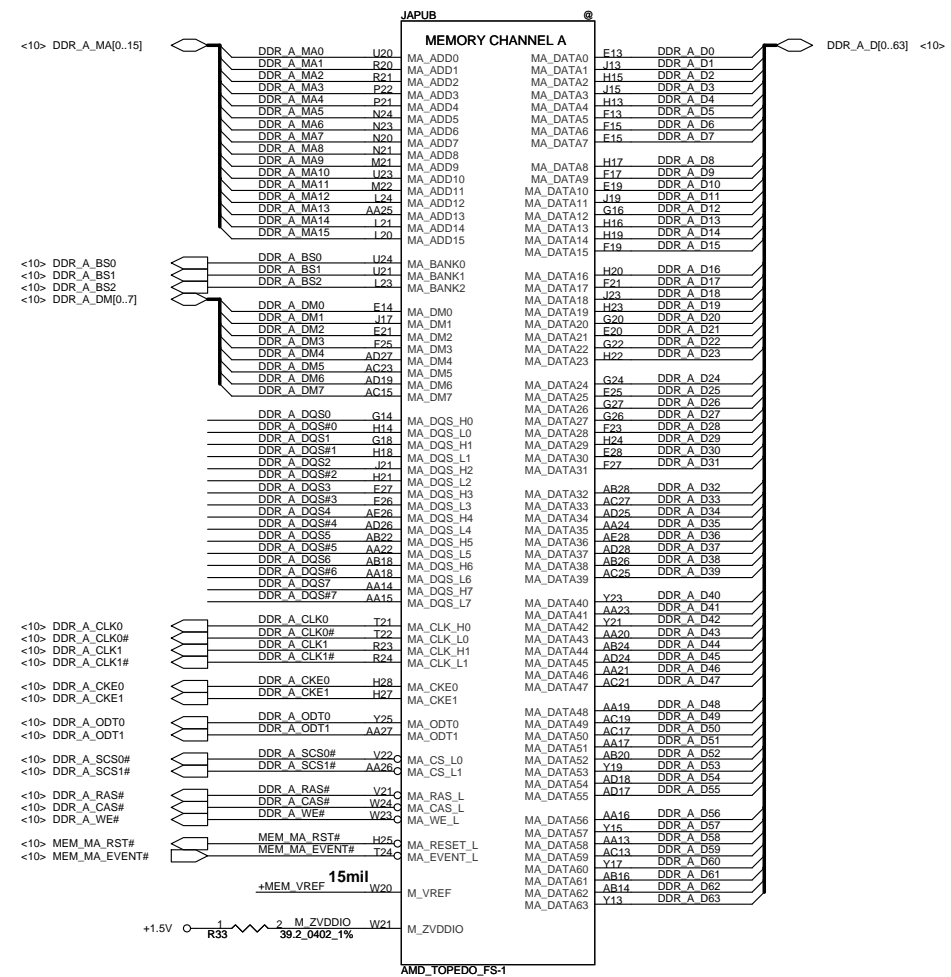 JAPUB @
MEMORY CHANNEL A
<10> DDR_A_MA[0..15]
DDR_A_MA0 U20 MA_ADD0
DDR_A_MA1 R20 MA_ADD1
DDR_A_MA2 R21 MA_ADD2
DDR_A_MA3 P22 MA_ADD3
DDR_A_MA4 P21 MA_ADD4
DDR_A_MA5 N24 MA_ADD5
DDR_A_MA6 N23 MA_ADD6
DDR_A_MA7 N20 MA_ADD7
DDR_A_MA8 N21 MA_ADD8
DDR_A_MA9 M21 MA_ADD9
DDR_A_MA10 U23 MA_ADD10
DDR_A_MA11 M22 MA_ADD11
DDR_A_MA12 L24 MA_ADD12
DDR_A_MA13 AA25 MA_ADD13
DDR_A_MA14 L21 MA_ADD14
DDR_A_MA15 L20 MA_ADD15
<10> DDR_A_BS0 DDR_A_BS0 U24 MA_BANK0
<10> DDR_A_BS1 DDR_A_BS1 U21 MA_BANK1
<10> DDR_A_BS2 DDR_A_BS2 L23 MA_BANK2
<10> DDR_A_DM[0..7]
DDR_A_DM0 E14 MA_DM0
DDR_A_DM1 J17 MA_DM1
DDR_A_DM2 E21 MA_DM2
DDR_A_DM3 F25 MA_DM3
DDR_A_DM4 AD27 MA_DM4
DDR_A_DM5 AC23 MA_DM5
DDR_A_DM6 AD19 MA_DM6
DDR_A_DM7 AC15 MA_DM7
DDR_A_DQS0 G14 MA_DQS_H0
DDR_A_DQS#0 H14 MA_DQS_L0
DDR_A_DQS1 G18 MA_DQS_H1
DDR_A_DQS#1 H18 MA_DQS_L1
DDR_A_DQS2 J21 MA_DQS_H2
DDR_A_DQS#2 H21 MA_DQS_L2
DDR_A_DQS3 E27 MA_DQS_H3
DDR_A_DQS#3 E26 MA_DQS_L3
DDR_A_DQS4 AE26 MA_DQS_H4
DDR_A_DQS#4 AD26 MA_DQS_L4
DDR_A_DQS5 AB22 MA_DQS_H5
DDR_A_DQS#5 AA22 MA_DQS_L5
DDR_A_DQS6 AB18 MA_DQS_H6
DDR_A_DQS#6 AA18 MA_DQS_L6
DDR_A_DQS7 AA14 MA_DQS_H7
DDR_A_DQS#7 AA15 MA_DQS_L7
<10> DDR_A_CLK0 DDR_A_CLK0 T21 MA_CLK_H0
<10> DDR_A_CLK0# DDR_A_CLK0# T22 MA_CLK_L0
<10> DDR_A_CLK1 DDR_A_CLK1 R23 MA_CLK_H1
<10> DDR_A_CLK1# DDR_A_CLK1# R24 MA_CLK_L1
<10> DDR_A_CKE0 DDR_A_CKE0 H28 MA_CKE0
<10> DDR_A_CKE1 DDR_A_CKE1 H27 MA_CKE1
<10> DDR_A_ODT0 DDR_A_ODT0 Y25 MA_ODT0
<10> DDR_A_ODT1 DDR_A_ODT1 AA27 MA_ODT1
<10> DDR_A_SCS0# DDR_A_SCS0# V22 MA_CS_L0
<10> DDR_A_SCS1# DDR_A_SCS1# AA26 MA_CS_L1
<10> DDR_A_RAS# DDR_A_RAS# V21 MA_RAS_L
<10> DDR_A_CAS# DDR_A_CAS# W24 MA_CAS_L
<10> DDR_A_WE# DDR_A_WE# W23 MA_WE_L
<10> MEM_MA_RST# MEM_MA_RST# H25 MA_RESET_L
<10> MEM_MA_EVENT# MEM_MA_EVENT# T24 MA_EVENT_L
15mil
+MEM_VREF W20 M_VREF
+1.5V 1 2 M_ZVDDIO W21 M_ZVDDIO
R33 39.2_0402_1%
DDR_A_D[0..63] <10>
MA_DATA0 E13 DDR_A_D0
MA_DATA1 J13 DDR_A_D1
MA_DATA2 H15 DDR_A_D2
MA_DATA3 J15 DDR_A_D3
MA_DATA4 H13 DDR_A_D4
MA_DATA5 F13 DDR_A_D5
MA_DATA6 F15 DDR_A_D6
MA_DATA7 E15 DDR_A_D7
MA_DATA8 H17 DDR_A_D8
MA_DATA9 F17 DDR_A_D9
MA_DATA10 E19 DDR_A_D10
MA_DATA11 J19 DDR_A_D11
MA_DATA12 G16 DDR_A_D12
MA_DATA13 H16 DDR_A_D13
MA_DATA14 H19 DDR_A_D14
MA_DATA15 F19 DDR_A_D15
MA_DATA16 H20 DDR_A_D16
MA_DATA17 F21 DDR_A_D17
MA_DATA18 J23 DDR_A_D18
MA_DATA19 H23 DDR_A_D19
MA_DATA20 G20 DDR_A_D20
MA_DATA21 E20 DDR_A_D21
MA_DATA22 G22 DDR_A_D22
MA_DATA23 H22 DDR_A_D23
MA_DATA24 G24 DDR_A_D24
MA_DATA25 E25 DDR_A_D25
MA_DATA26 G27 DDR_A_D26
MA_DATA27 G26 DDR_A_D27
MA_DATA28 F23 DDR_A_D28
MA_DATA29 H24 DDR_A_D29
MA_DATA30 E28 DDR_A_D30
MA_DATA31 F27 DDR_A_D31
MA_DATA32 AB28 DDR_A_D32
MA_DATA33 AC27 DDR_A_D33
MA_DATA34 AD25 DDR_A_D34
MA_DATA35 AA24 DDR_A_D35
MA_DATA36 AE28 DDR_A_D36
MA_DATA37 AD28 DDR_A_D37
MA_DATA38 AB26 DDR_A_D38
MA_DATA39 AC25 DDR_A_D39
MA_DATA40 Y23 DDR_A_D40
MA_DATA41 AA23 DDR_A_D41
MA_DATA42 Y21 DDR_A_D42
MA_DATA43 AA20 DDR_A_D43
MA_DATA44 AB24 DDR_A_D44
MA_DATA45 AD24 DDR_A_D45
MA_DATA46 AA21 DDR_A_D46
MA_DATA47 AC21 DDR_A_D47
MA_DATA48 AA19 DDR_A_D48
MA_DATA49 AC19 DDR_A_D49
MA_DATA50 AC17 DDR_A_D50
MA_DATA51 AA17 DDR_A_D51
MA_DATA52 AB20 DDR_A_D52
MA_DATA53 Y19 DDR_A_D53
MA_DATA54 AD18 DDR_A_D54
MA_DATA55 AD17 DDR_A_D55
MA_DATA56 AA16 DDR_A_D56
MA_DATA57 Y15 DDR_A_D57
MA_DATA58 AA13 DDR_A_D58
MA_DATA59 AC13 DDR_A_D59
MA_DATA60 Y17 DDR_A_D60
MA_DATA61 AB16 DDR_A_D61
MA_DATA62 AB14 DDR_A_D62
MA_DATA63 Y13 DDR_A_D63
AMD_TOPEDO_FS-1